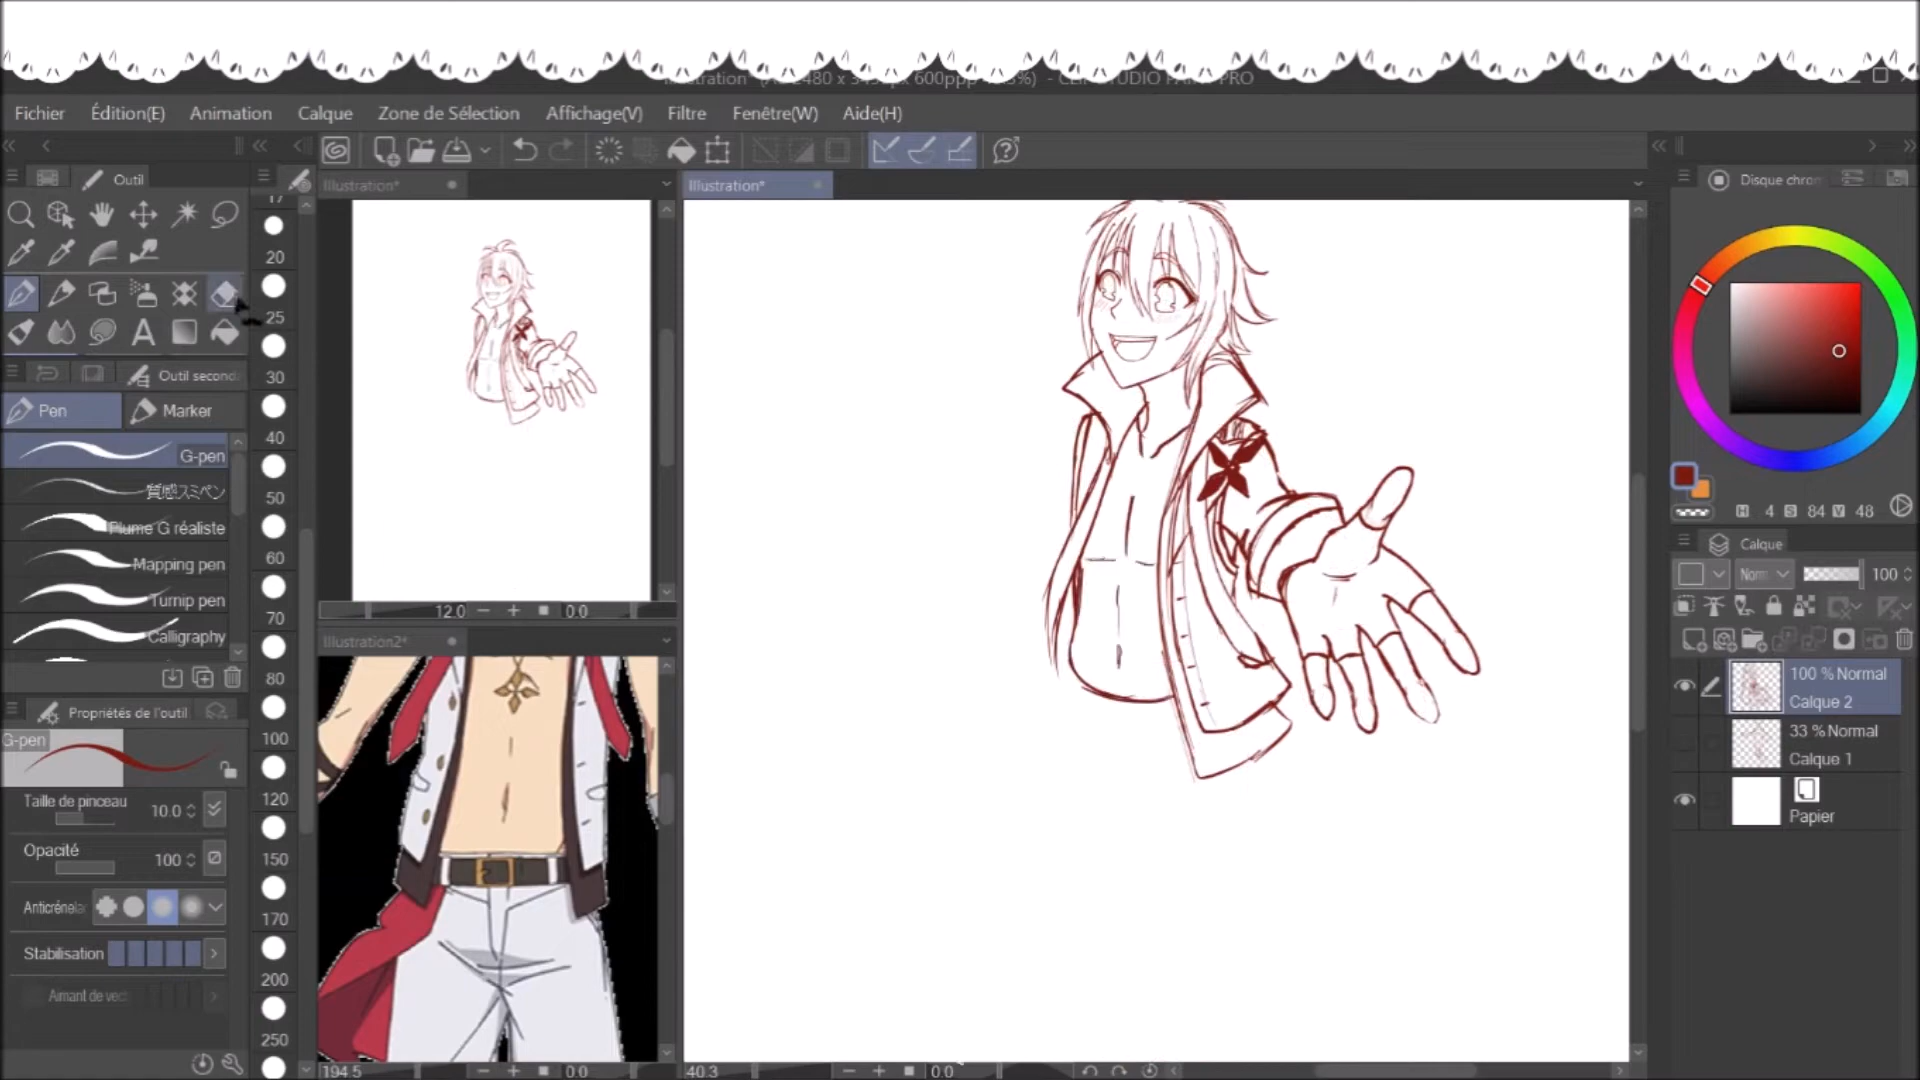 CLIP STUDIO PAINT PRO
Fichier Édition(E) Animation Calque Zone de Sélection Affichage(V) Filtre Fenêtre(W) Aide(H)
Outil
Illustration*
Illustration*
Disque chrom
17
20
25
30
40
50
60
70
80
100
120
150
170
200
250
Outil second
Pen
Marker
G-pen
質感スミペン
Plume G réaliste
Mapping pen
Turnip pen
Calligraphy
Propriétés de l'outil
G-pen
Taille de pinceau 10.0
Opacité 100
Anticrénela
Stabilisation
Aimant de vect
12.0 0.0
Illustration2*
194.5 0.0
40.3 0.0
H 4 S 84 V 48
Calque
Norm 100
100 % Normal
Calque 2
33 % Normal
Calque 1
Papier